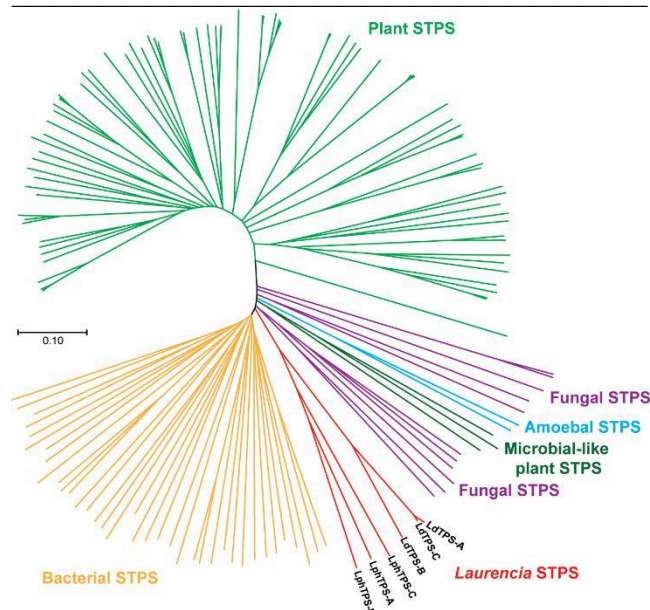 Plant STPS
0.10
Fungal STPS
Amoebal STPS
Microbial-like
plant STPS
Fungal STPS
LdTPS-A
LdTPS-C
LdTPS-B
LphTPS-C
LphTPS-A
Laurencia STPS
Bacterial STPS